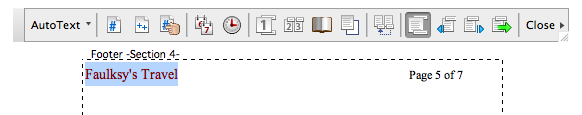 AutoText Close
Footer -Section 4-
Faulksy's Travel Page 5 of 7